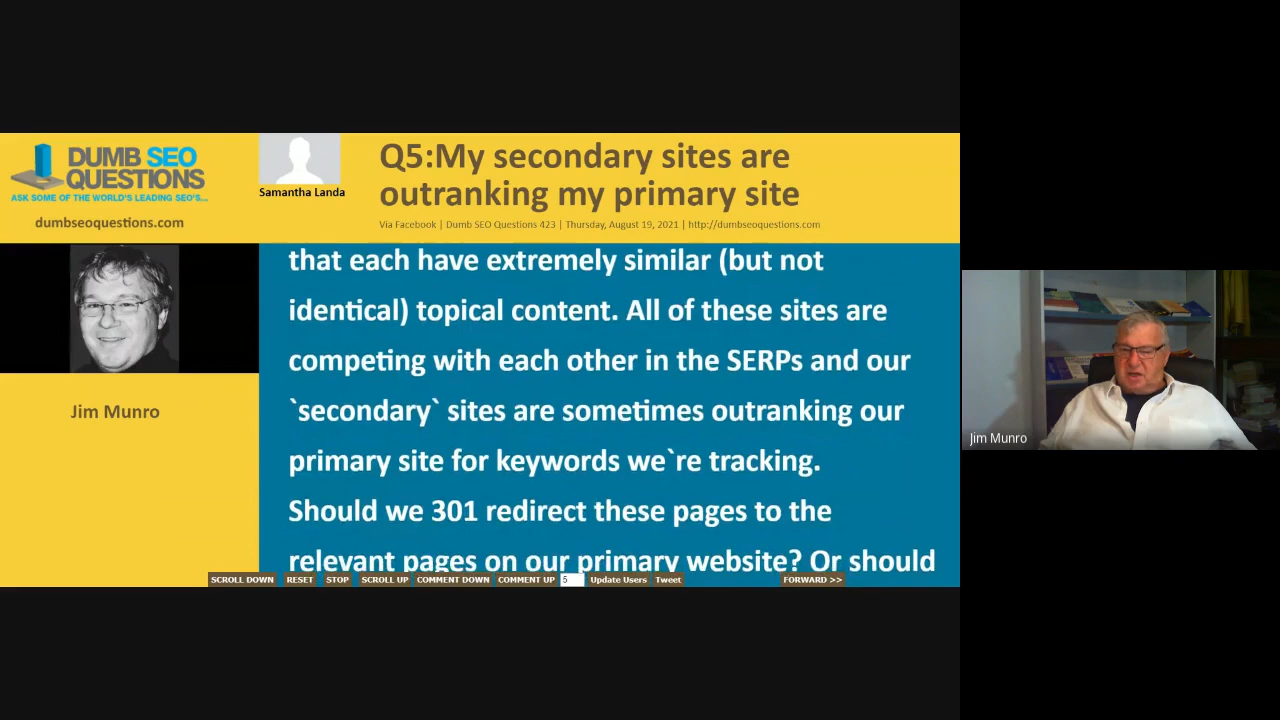 DUMB SEO
QUESTIONS
ASK SOME OF THE WORLD'S LEADING SEO'S...
dumbseoquestions.com
Samantha Landa
Q5:My secondary sites are
outranking my primary site
Via Facebook | Dumb SEO Questions 423 | Thursday, August 19, 2021 | http://dumbseoquestions.com
Jim Munro
that each have extremely similar (but not
identical) topical content. All of these sites are
competing with each other in the SERPs and our
`secondary` sites are sometimes outranking our
primary site for keywords we`re tracking.
Should we 301 redirect these pages to the
relevant pages on our primary website? Or should
SCROLL DOWN RESET STOP SCROLL UP COMMENT DOWN COMMENT UP 5 Update Users Tweet FORWARD >>
Jim Munro